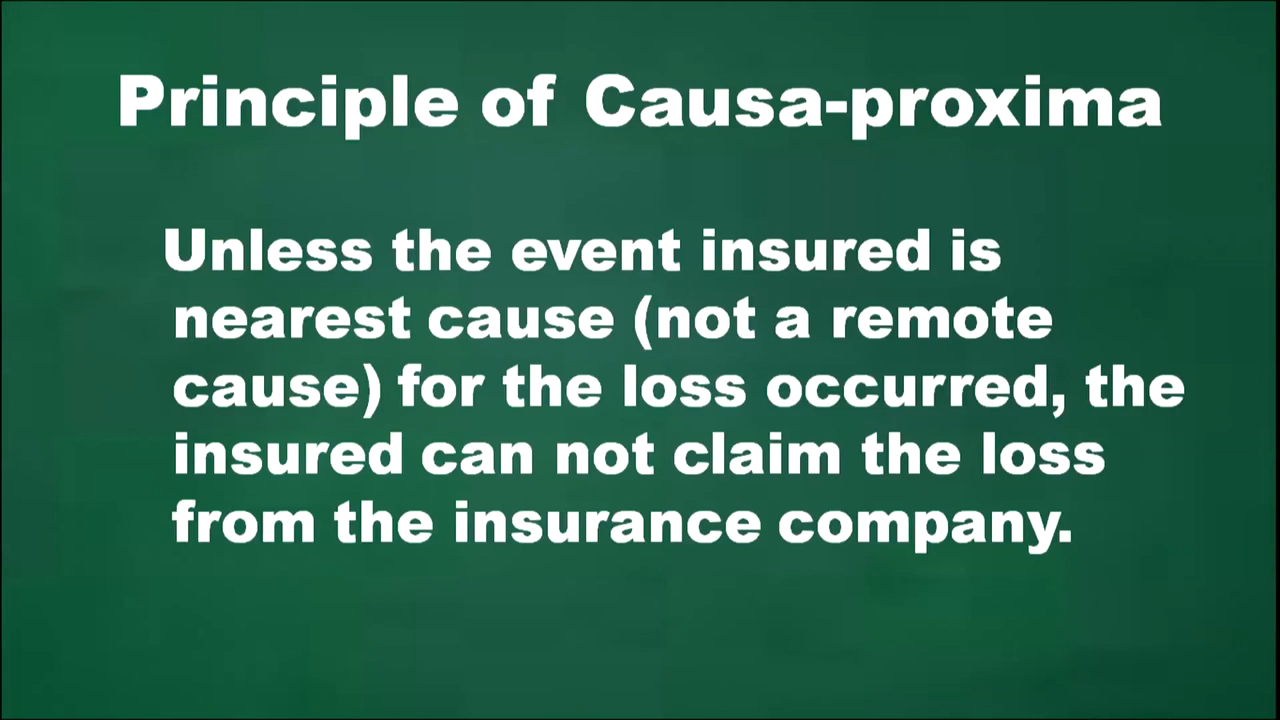 Principle of Causa-proxima
Unless the event insured is
nearest cause (not a remote
cause) for the loss occurred, the
insured can not claim the loss
from the insurance company.